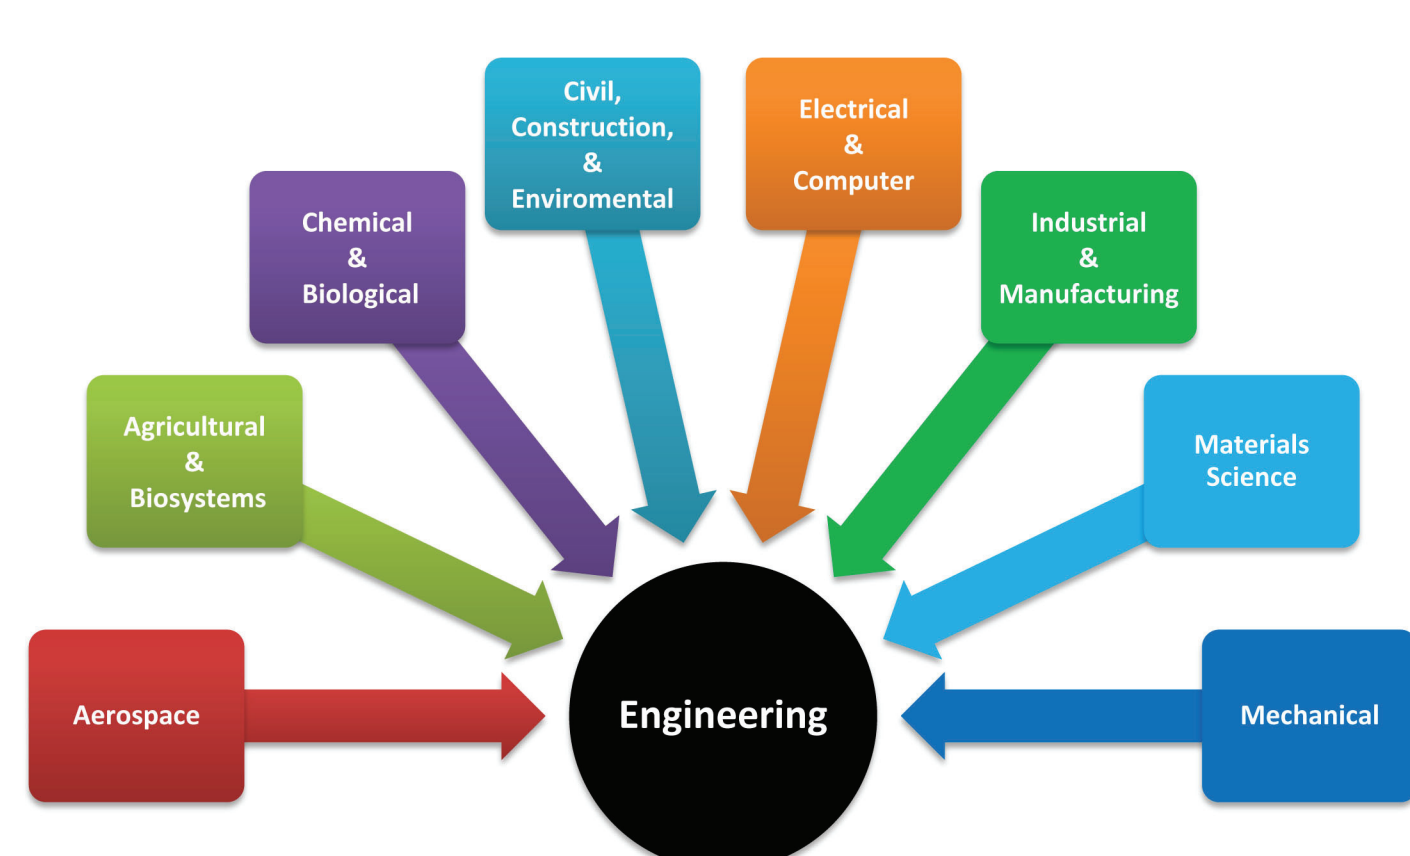 Civil,
Construction,
&
Enviromental
Electrical
&
Computer
Chemical
&
Biological
Industrial
&
Manufacturing
Agricultural
&
Biosystems
Materials
Science
Aerospace
Engineering
Mechanical